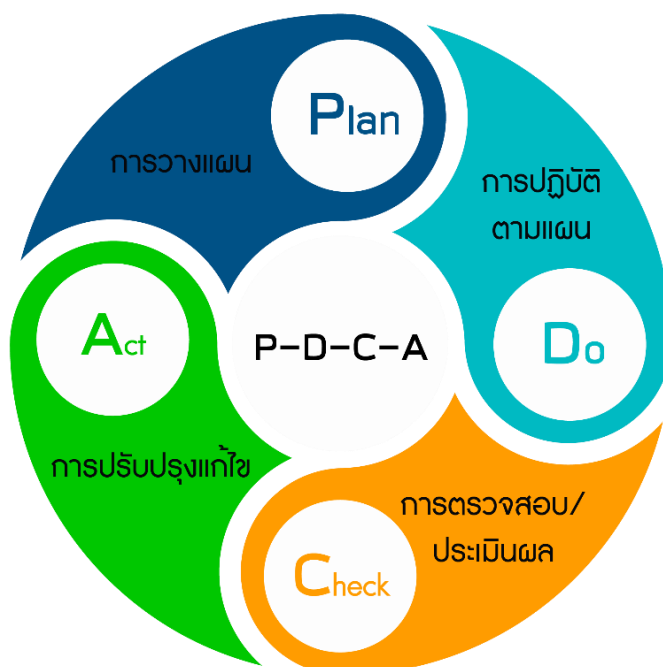 Plan
การวางแผน
การปฏิบัติ
ตามแผน
Do
P-D-C-A
Act
การปรับปรุงแก้ไข
การตรวจสอบ/
ประเมินผล
Check